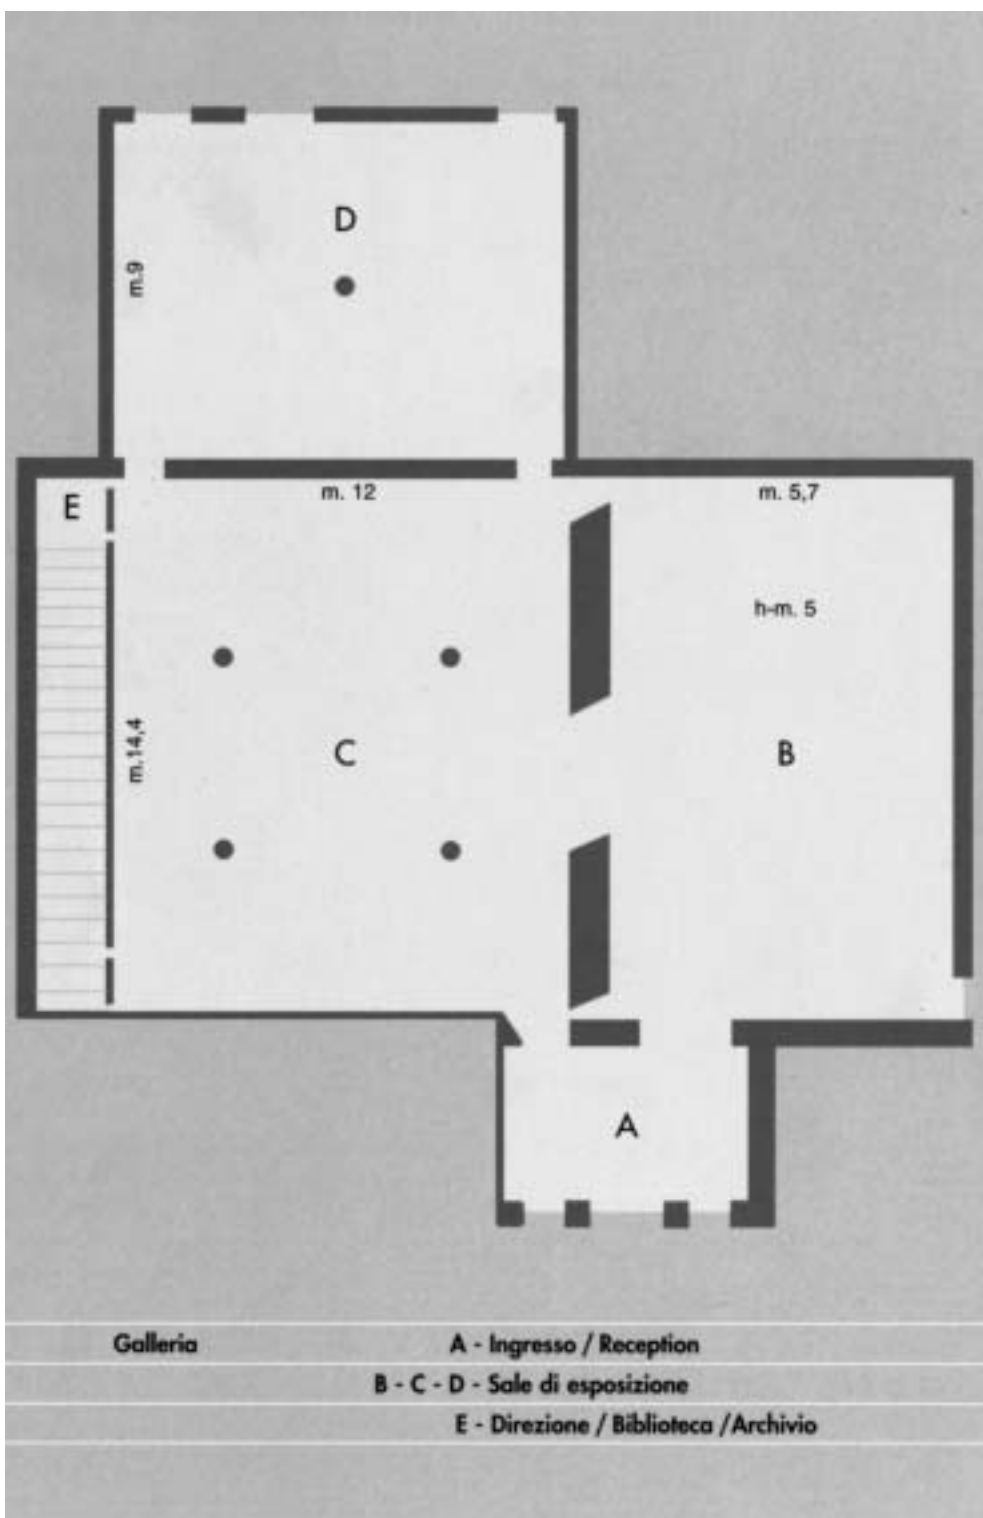 D
m.9
m. 12
m. 5,7
E
h-m. 5
m.14,4
C
B
A
Galleria A - Ingresso / Reception
B - C - D - Sale di esposizione
E - Direzione / Biblioteca /Archivio